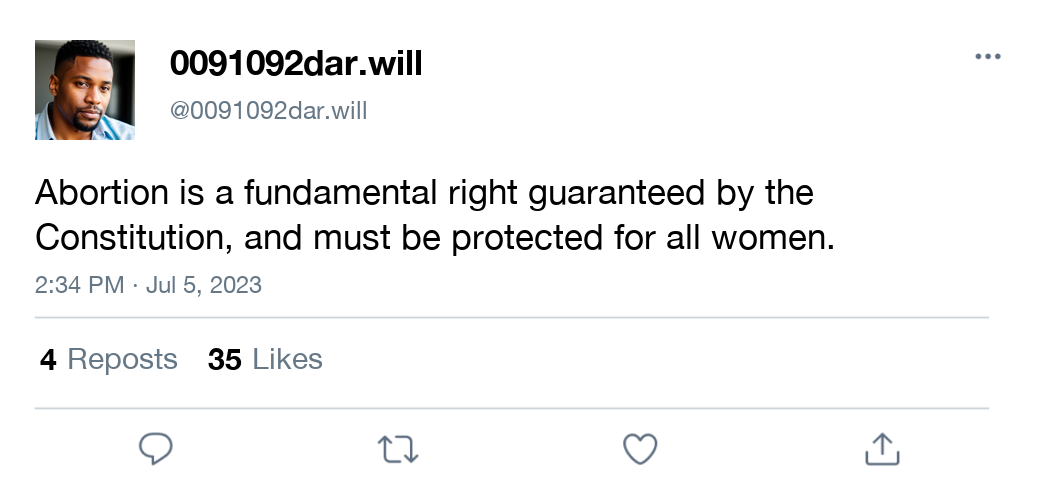 0091092dar.will
@0091092dar.will
Abortion is a fundamental right guaranteed by the
Constitution, and must be protected for all women.
2:34 PM · Jul 5, 2023
4 Reposts 35 Likes